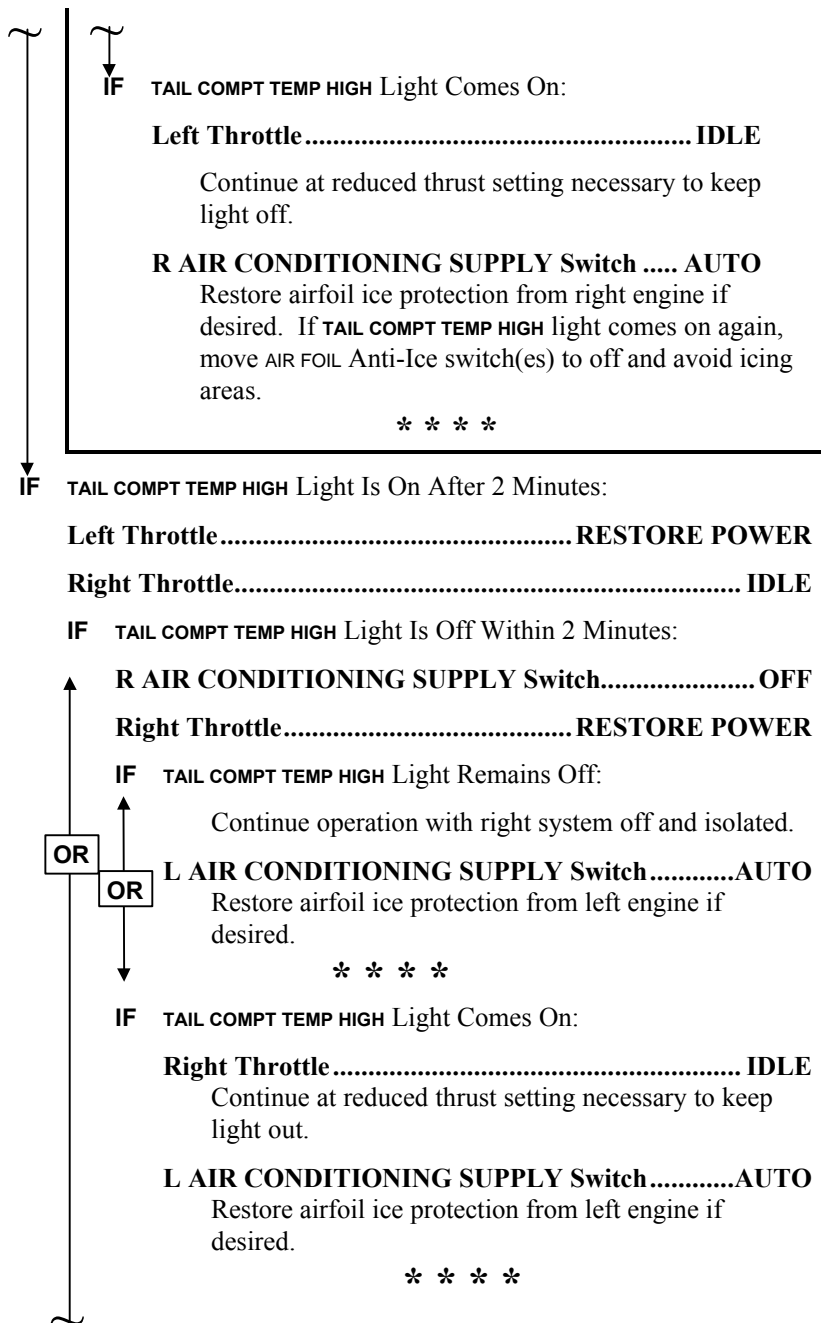 IF TAIL COMPT TEMP HIGH Light Comes On:
Left Throttle........................................................ IDLE
Continue at reduced thrust setting necessary to keep
light off.
R AIR CONDITIONING SUPPLY Switch ..... AUTO
Restore airfoil ice protection from right engine if
desired. If TAIL COMPT TEMP HIGH light comes on again,
move AIR FOIL Anti-Ice switch(es) to off and avoid icing
areas.
* * * *
IF TAIL COMPT TEMP HIGH Light Is On After 2 Minutes:
Left Throttle................................................... RESTORE POWER
Right Throttle......................................................................... IDLE
IF TAIL COMPT TEMP HIGH Light Is Off Within 2 Minutes:
R AIR CONDITIONING SUPPLY Switch...................... OFF
Right Throttle......................................... RESTORE POWER
IF TAIL COMPT TEMP HIGH Light Remains Off:
Continue operation with right system off and isolated.
OR
L AIR CONDITIONING SUPPLY Switch............AUTO
OR
Restore airfoil ice protection from left engine if
desired.
* * * *
IF TAIL COMPT TEMP HIGH Light Comes On:
Right Throttle........................................................... IDLE
Continue at reduced thrust setting necessary to keep
light out.
L AIR CONDITIONING SUPPLY Switch............AUTO
Restore airfoil ice protection from left engine if
desired.
* * * *